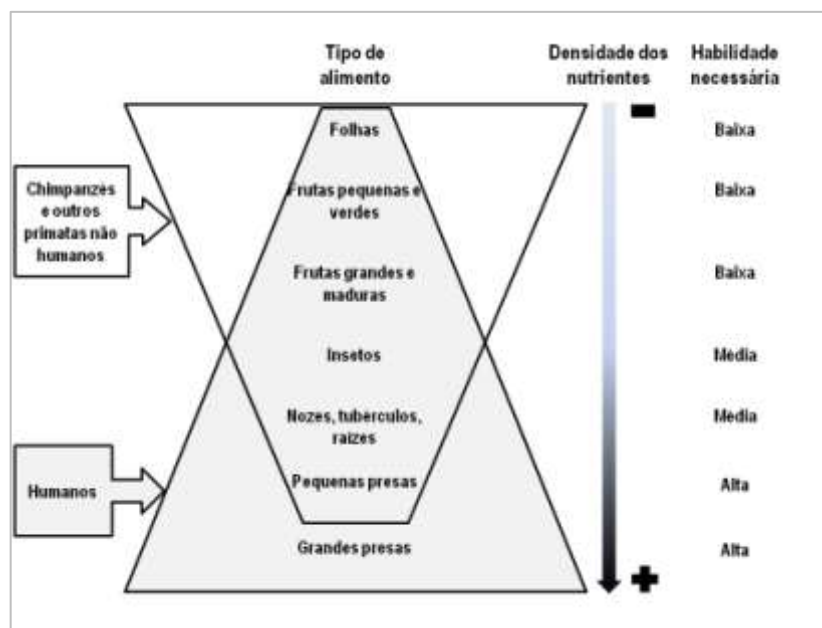 Tipo de
alimento
Densidade dos
nutrientes
Habilidade
necessária
Folhas
Baixa
Chimpanzés
e outros
primatas não
humanos
Frutas pequenas e
verdes
Baixa
Frutas grandes e
maduras
Baixa
Insetos
Média
Nozes, tuberculos,
raízes
Média
Humanos
Pequenas presas
Alta
Grandes presas
Alta